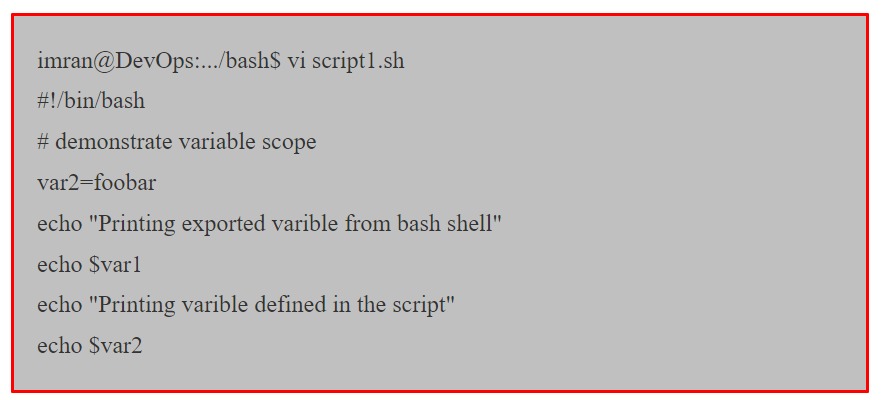 imran@DevOps:.../bash$ vi script1.sh
#!/bin/bash
# demonstrate variable scope
var2=foobar
echo "Printing exported varible from bash shell"
echo $var1
echo "Printing varible defined in the script"
echo $var2